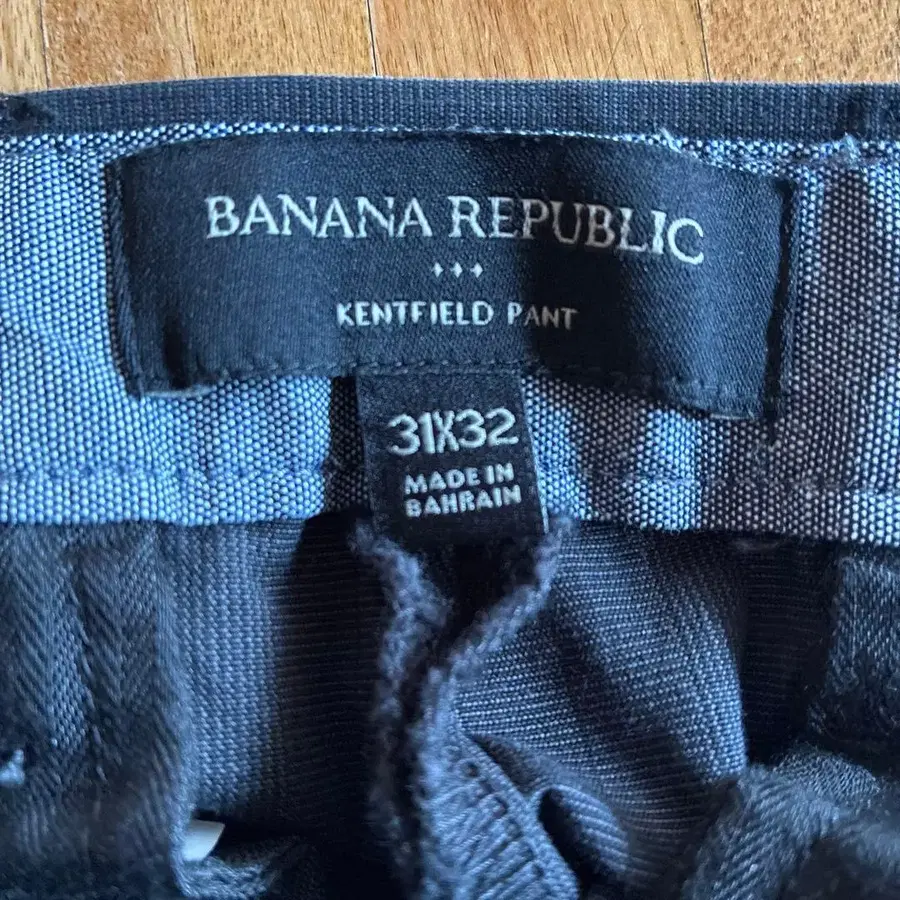 BANANA REPUBLIC
KENTFIELD PANT
31X32
MADE IN
BAHRAIN